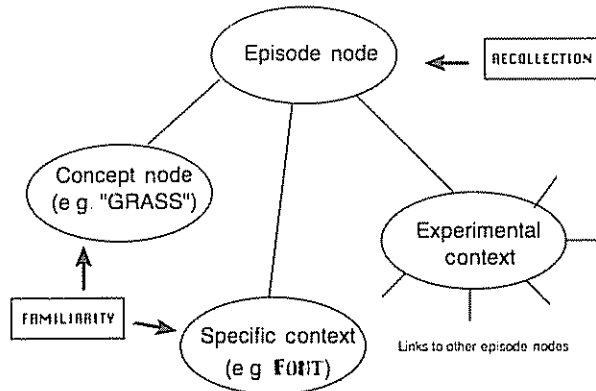 Episode node
RECOLLECTION
Concept node
(e g. "GRASS")
Experimental
context
FAMILIARITY
Specific context
(e g FONT)
Links to other episode nodes